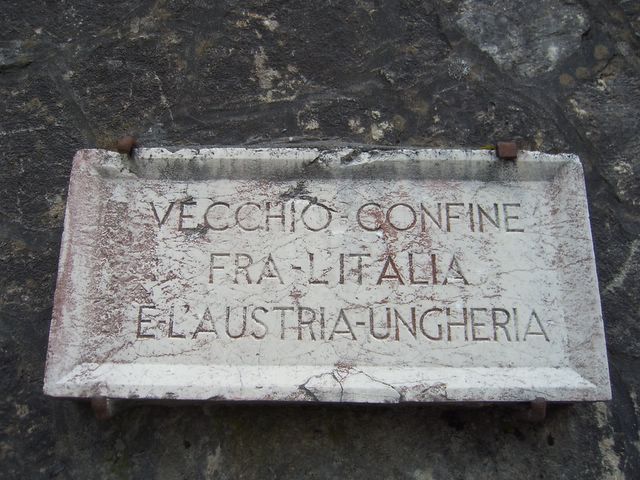 VECCHIO-CONFINE
FRA-L'ITALIA
E-L'AUSTRIA-UNGHERIA